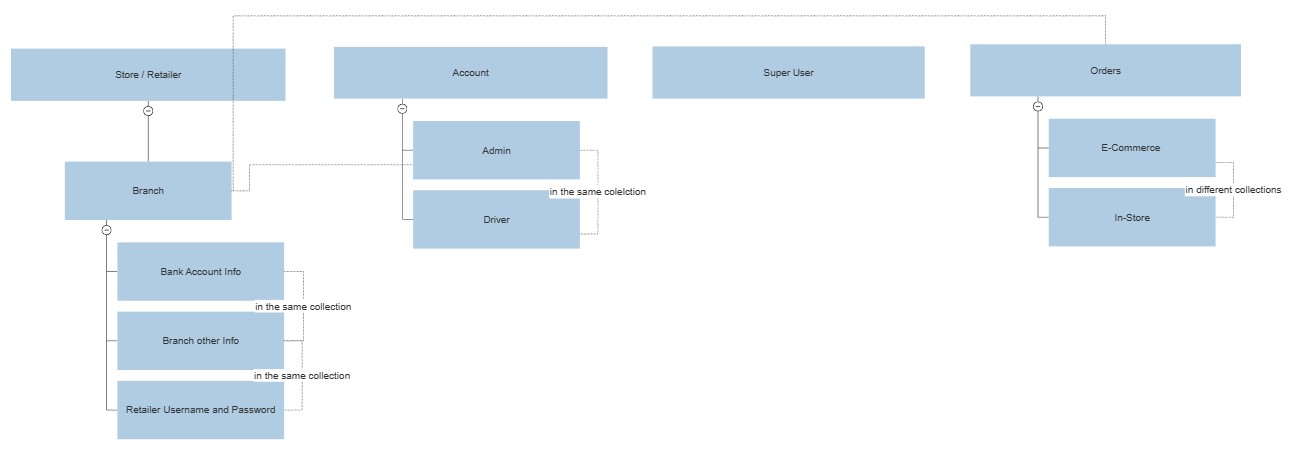 Store / Retailer
Account
Super User
Orders
Branch
Admin
in the same colelction
Driver
E-Commerce
in different collections
In-Store
Bank Account Info
in the same collection
Branch other Info
in the same collection
Retailer Username and Password